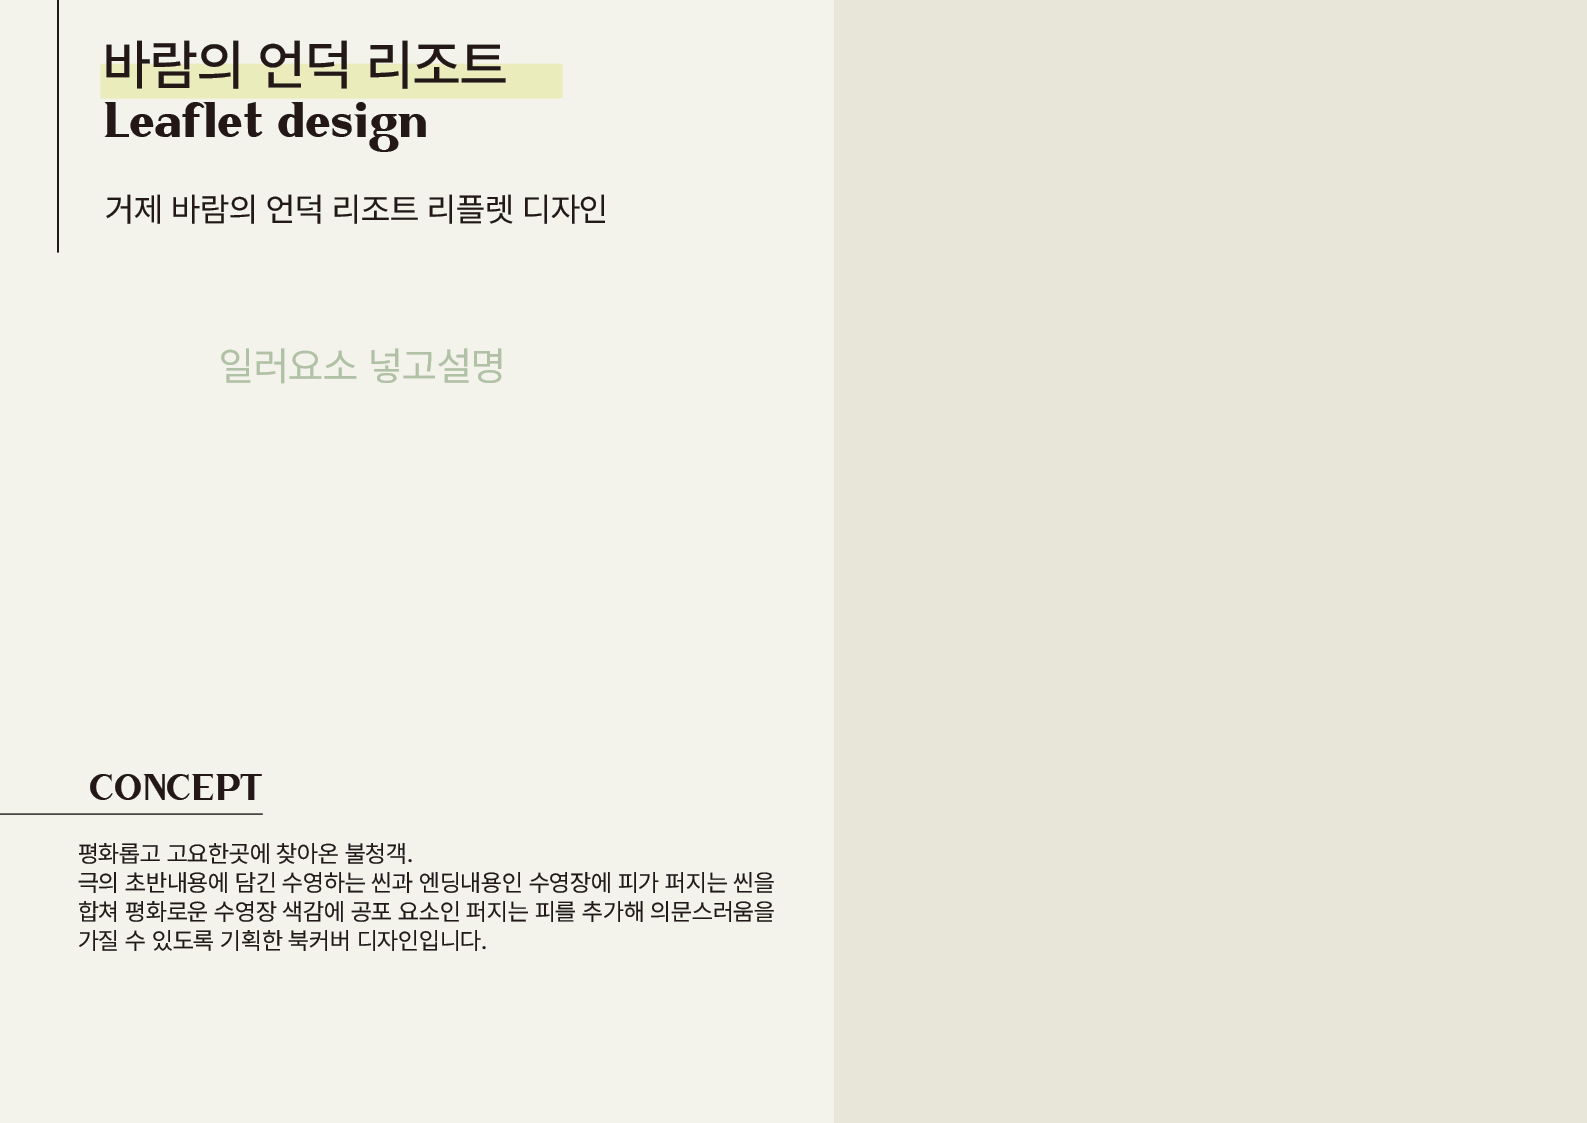 바람의 언덕 리조트
Leaflet design
거제 바람의 언덕 리조트 리플렛 디자인
일러요소 넣고설명
CONCEPT
평화롭고 고요한곳에 찾아온 불청객.
극의 초반내용에 담긴 수영하는 씬과 엔딩내용인 수영장에 피가 퍼지는 씬을
합쳐 평화로운 수영장 색감에 공포 요소인 퍼지는 피를 추가해 의문스러움을
가질 수 있도록 기획한 북커버 디자인입니다.